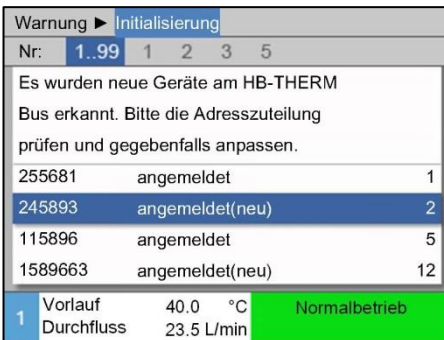 Warnung ► Initialisierung
Nr: 1..99 1 2 3 5
Es wurden neue Geräte am HB-THERM
Bus erkannt. Bitte die Adresszuteilung
prüfen und gegebenfalls anpassen.
255681 angemeldet 1
245893 angemeldet(neu) 2
115896 angemeldet 5
1589663 angemeldet(neu) 12
1 Vorlauf 40.0 °C Normalbetrieb
Durchfluss 23.5 L/min